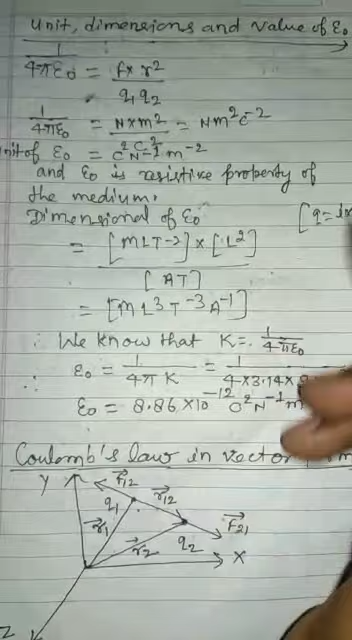 Unit, dimensions and value of ε₀
1/4πε₀ = F × r²/q₁ q₂
1/4πε₀ = N × m²/C² = Nm²C⁻²
Unit of ε₀ = C²N⁻¹m⁻²
and ε₀ is resistive property of
the medium.
Dimensional of ε₀
[q = 1
= [MLT⁻²] × [L²]/[AT]
= [ML³T⁻³A⁻¹]
∴ We know that K = 1/4πε₀
∴ ε₀ = 1/4πK = 1/4×3.14×
ε₀ = 8.86 × 10⁻¹² C²N⁻¹m
Coulomb's law in vector
Y F₁₂
q₁ r₁₂
r₁ F₂₁
r₂ q₂ X
Z